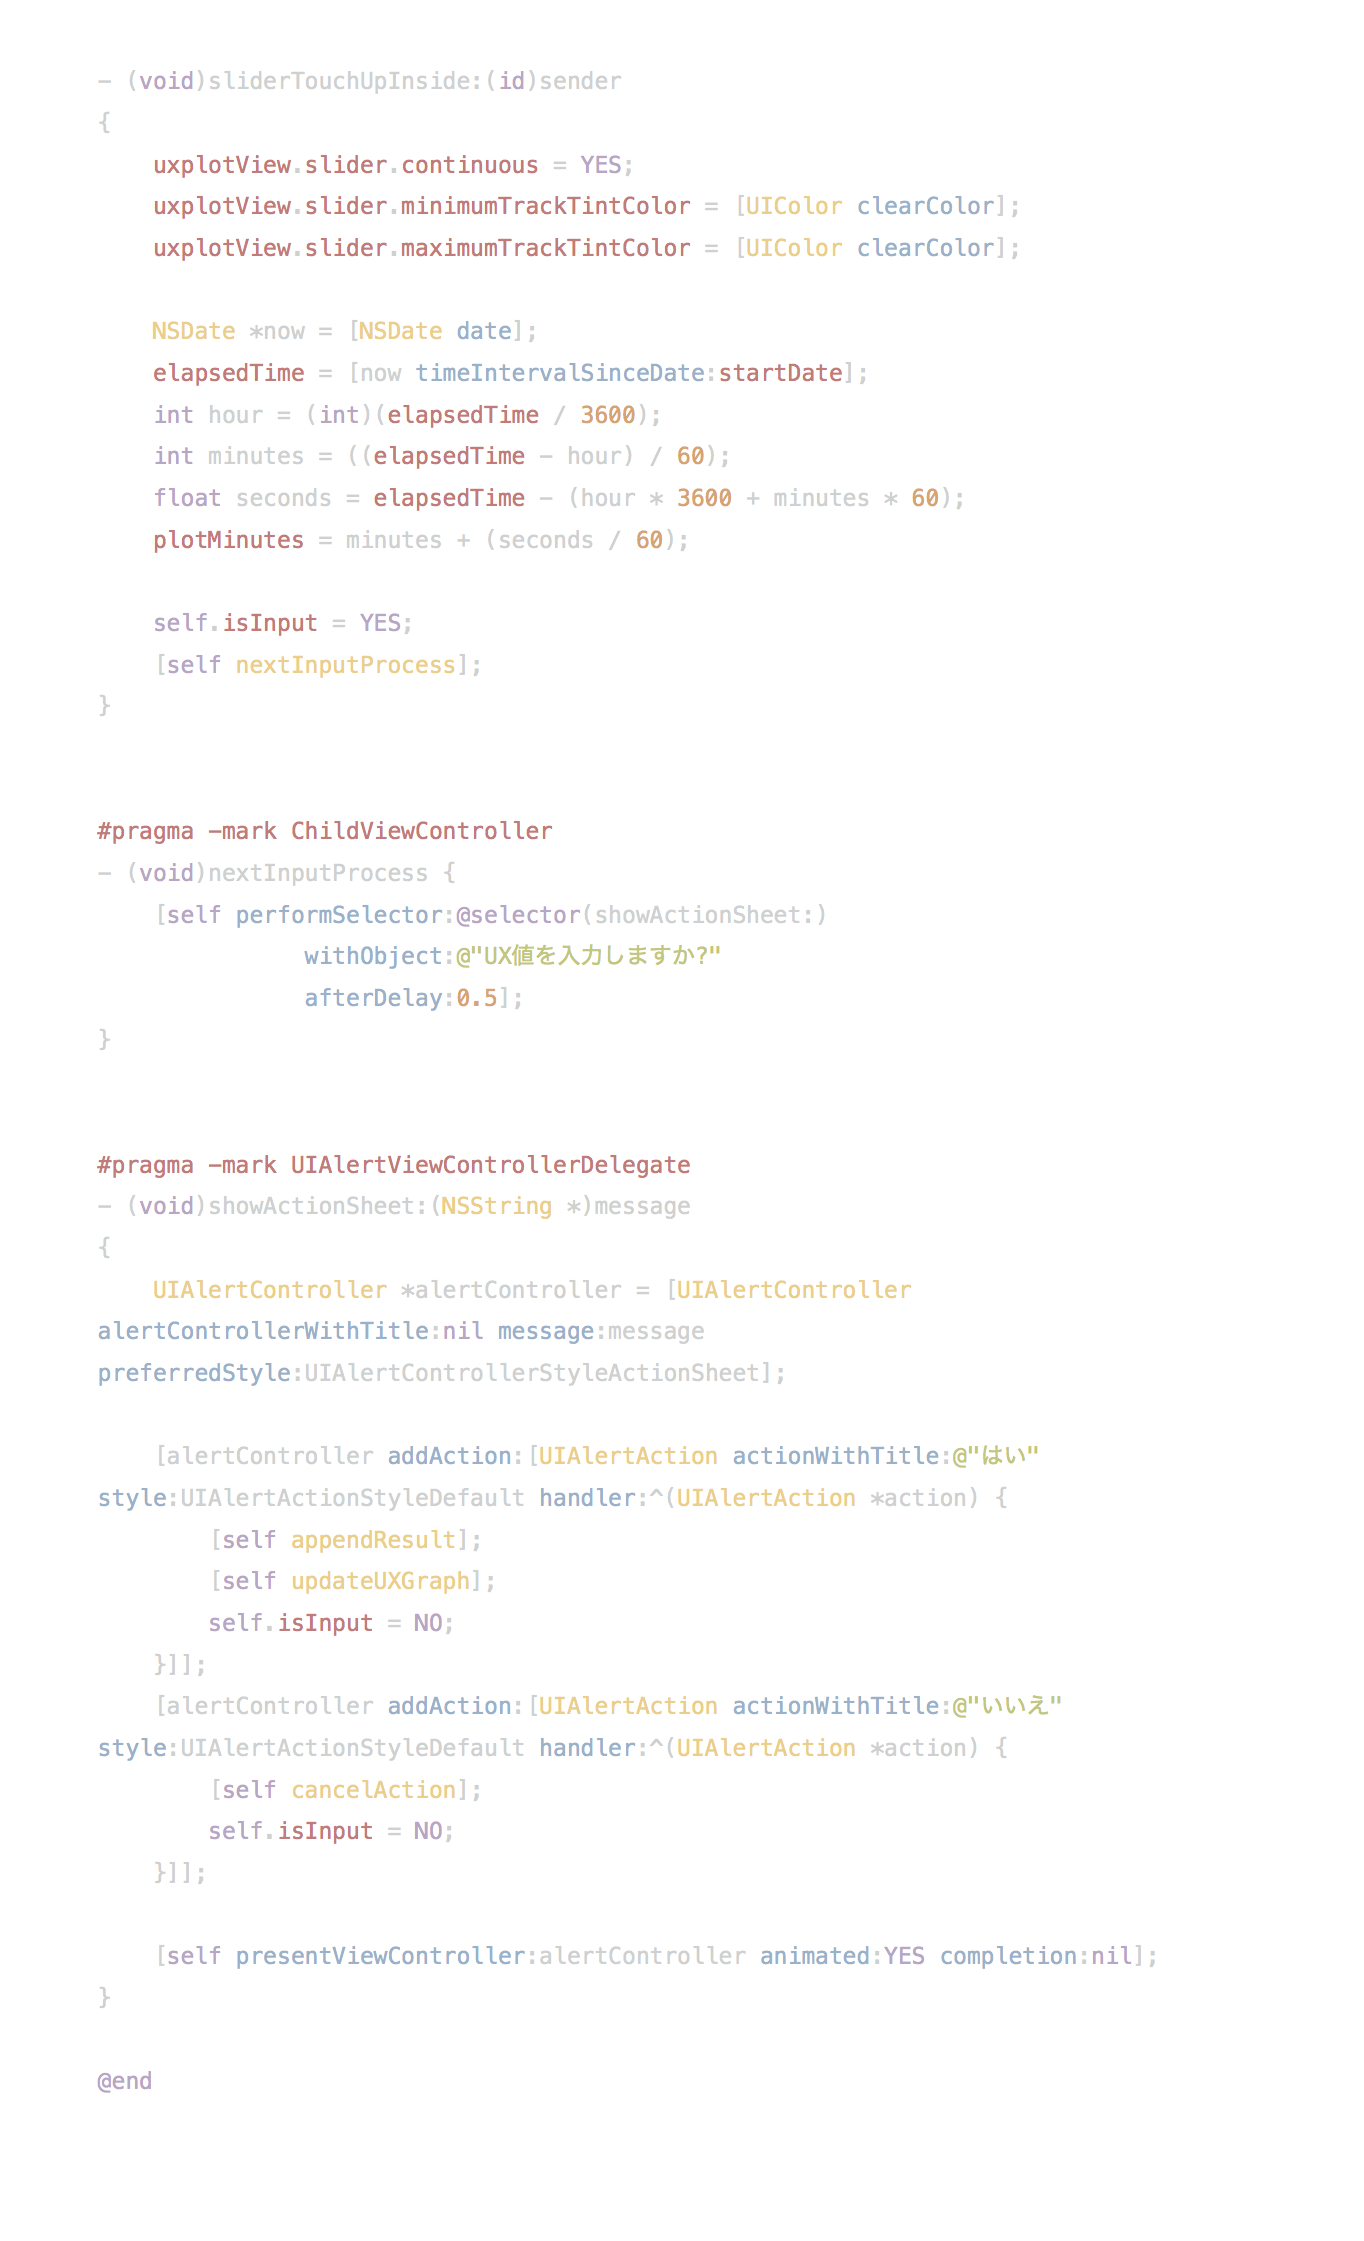 - (void)sliderTouchUpInside:(id)sender
{
    uxplotView.slider.continuous = YES;
    uxplotView.slider.minimumTrackTintColor = [UIColor clearColor];
    uxplotView.slider.maximumTrackTintColor = [UIColor clearColor];

    NSDate *now = [NSDate date];
    elapsedTime = [now timeIntervalSinceDate:startDate];
    int hour = (int)(elapsedTime / 3600);
    int minutes = ((elapsedTime - hour) / 60);
    float seconds = elapsedTime - (hour * 3600 + minutes * 60);
    plotMinutes = minutes + (seconds / 60);

    self.isInput = YES;
    [self nextInputProcess];
}

#pragma -mark ChildViewController
- (void)nextInputProcess {
    [self performSelector:@selector(showActionSheet:)
               withObject:@"UX値を入力しますか?"
               afterDelay:0.5];
}

#pragma -mark UIAlertViewControllerDelegate
- (void)showActionSheet:(NSString *)message
{
    UIAlertController *alertController = [UIAlertController
alertControllerWithTitle:nil message:message
preferredStyle:UIAlertControllerStyleActionSheet];

    [alertController addAction:[UIAlertAction actionWithTitle:@"はい"
style:UIAlertActionStyleDefault handler:^(UIAlertAction *action) {
        [self appendResult];
        [self updateUXGraph];
        self.isInput = NO;
    }]];
    [alertController addAction:[UIAlertAction actionWithTitle:@"いいえ"
style:UIAlertActionStyleDefault handler:^(UIAlertAction *action) {
        [self cancelAction];
        self.isInput = NO;
    }]];

    [self presentViewController:alertController animated:YES completion:nil];
}

@end